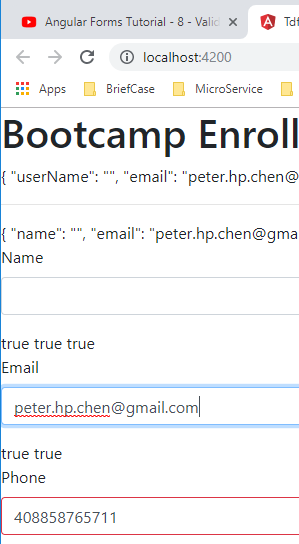 Angular Forms Tutorial - 8 - Valid
Tdf
localhost:4200
Apps BriefCase MicroService
Bootcamp Enroll
{ "userName": "", "email": "peter.hp.chen@
{ "name": "", "email": "peter.hp.chen@gma
Name
true true true
Email
peter.hp.chen@gmail.com
true true
Phone
408858765711